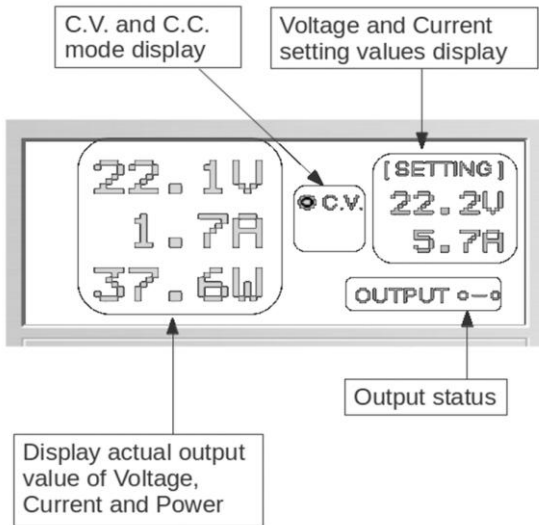 C.V. and C.C.
mode display
Voltage and Current
setting values display
22.1V
1.7A
37.6W
C.V.
[SETTING]
22.2V
5.7A
OUTPUT
Output status
Display actual output
value of Voltage,
Current and Power